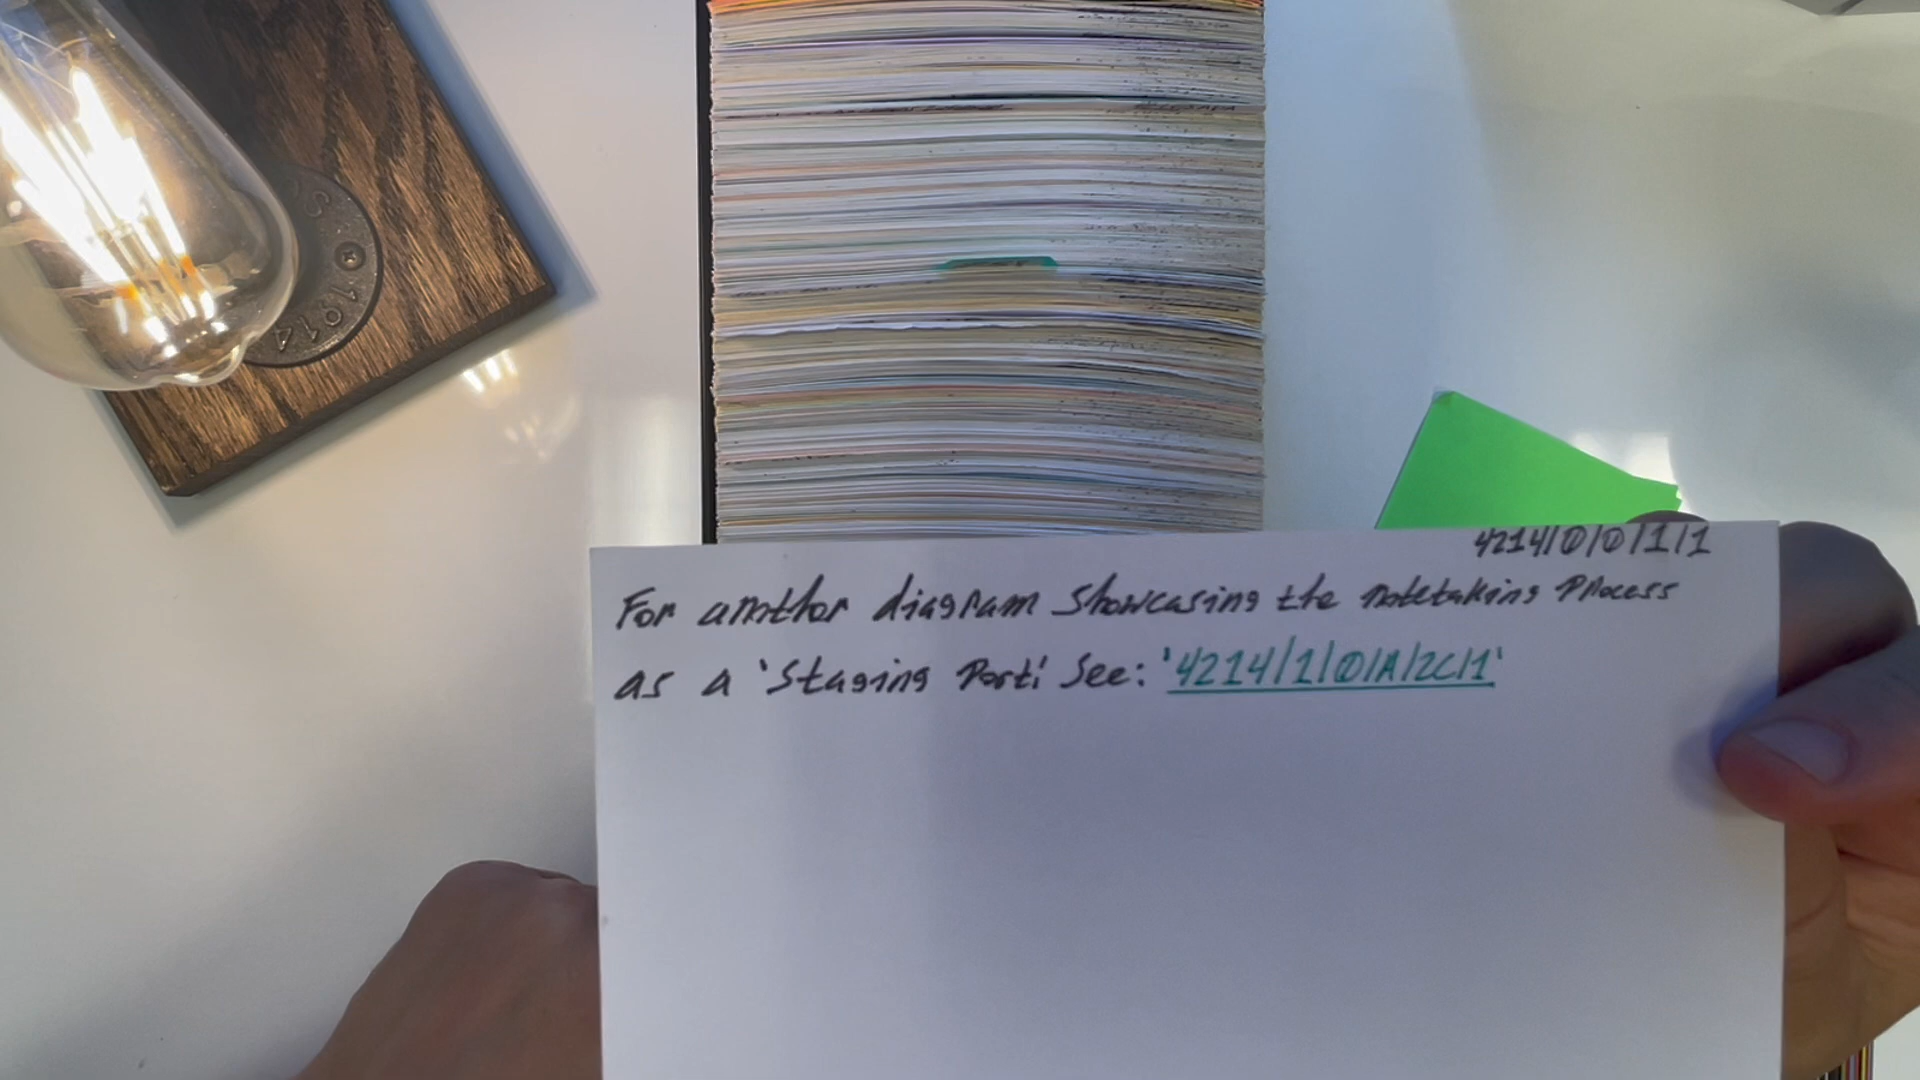 4214/0/0/1/1
For another diagram showcasing the notetaking process
as a 'Staging Port' See: '4214/1/0/A/2C/1'